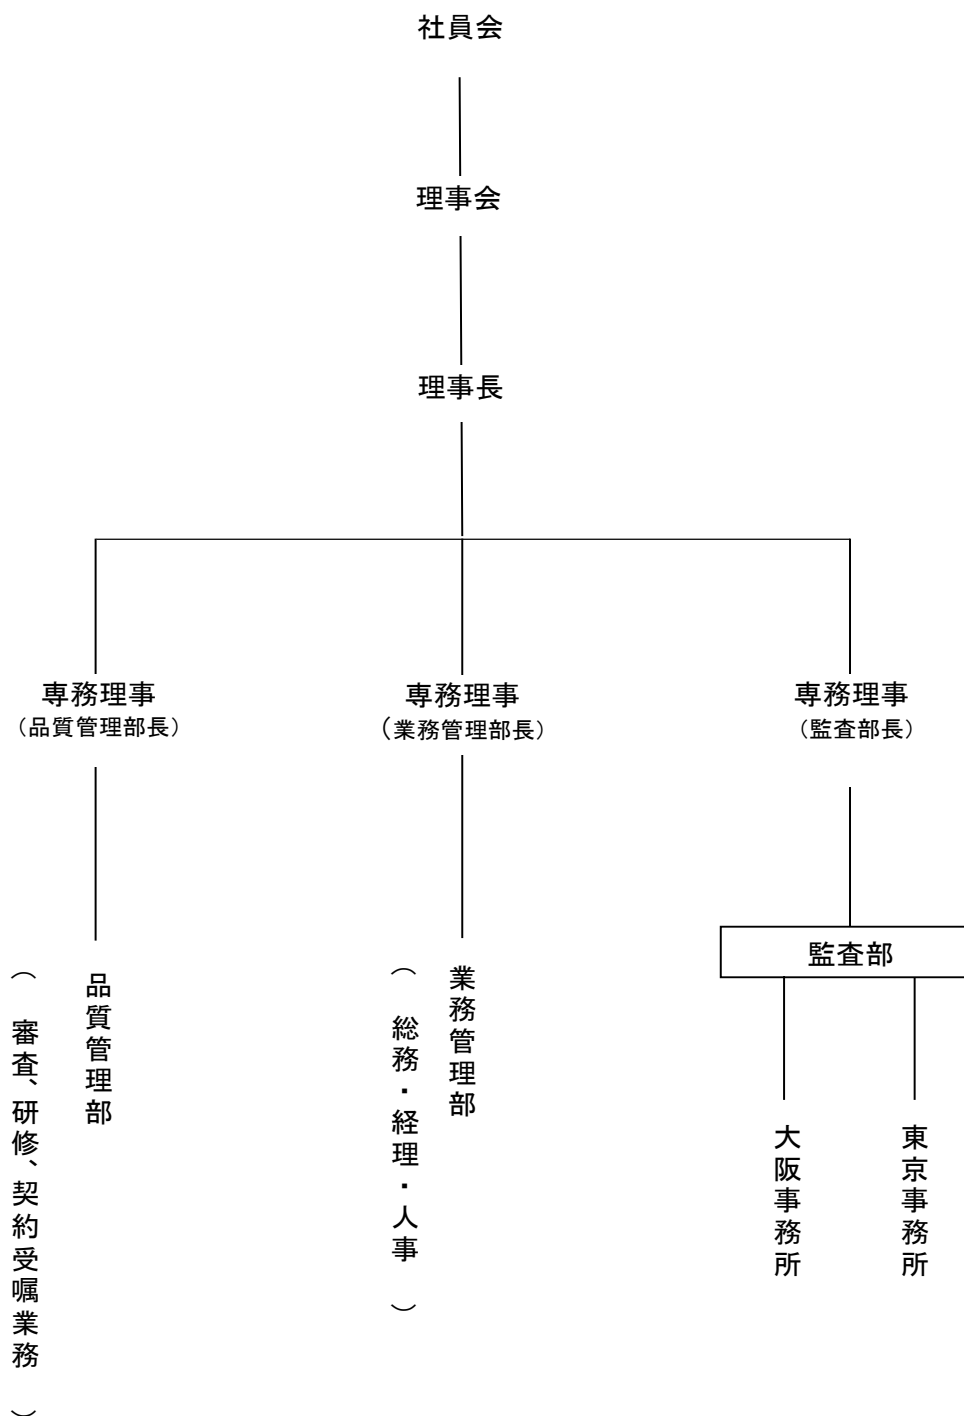 社員会
理事会
理事長
専務理事
（品質管理部長）
専務理事
（業務管理部長）
専務理事
（監査部長）
監査部
品質管理部
（　審査、研修、契約受嘱業務　）
業務管理部
（　総務・経理・人事　）
東京事務所
大阪事務所